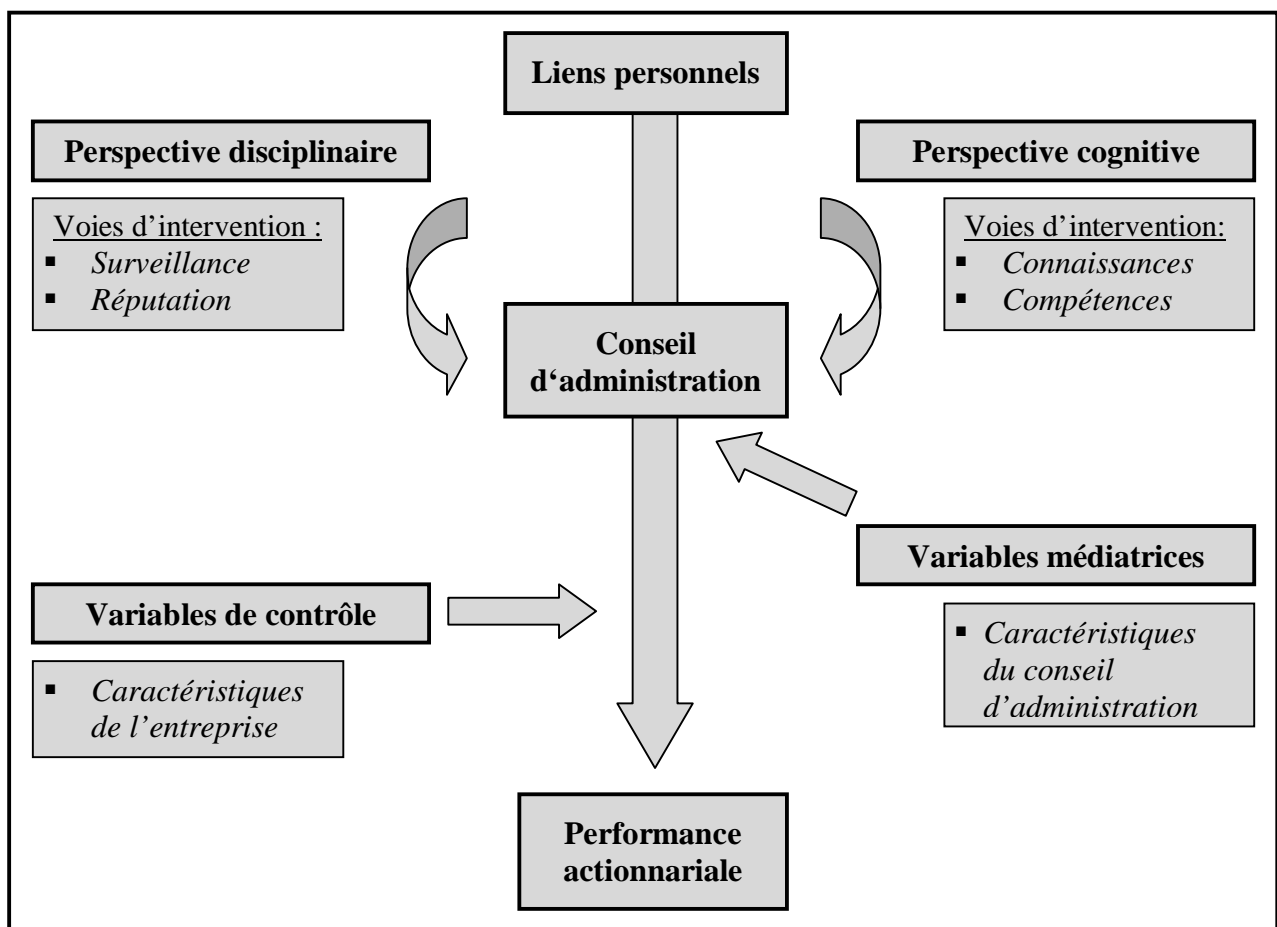 Liens personnels
Perspective disciplinaire
Voies d’intervention :
▪ Surveillance
▪ Réputation
Perspective cognitive
Voies d’intervention:
▪ Connaissances
▪ Compétences
Conseil
d‘administration
Variables médiatrices
▪ Caractéristiques
du conseil
d’administration
Variables de contrôle
▪ Caractéristiques
de l’entreprise
Performance
actionnariale